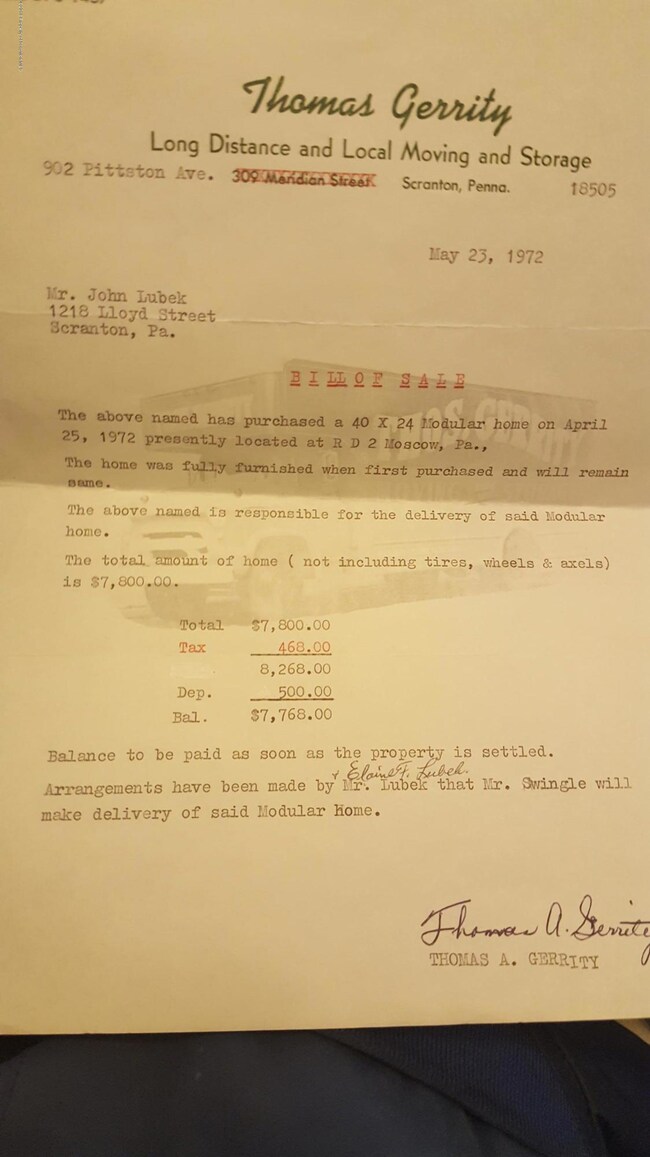 Thomas Gerrity
Long Distance and Local Moving and Storage
902 Pittston Ave. 309 Meridian Street Scranton, Penna. 18505
May 23, 1972
Mr. John Lubek
1218 Lloyd Street
Scranton, Pa.
BILL OF SALE
The above named has purchased a 40 X 24 Modular home on April
25, 1972 presently located at R D 2 Moscow, Pa.,
The home was fully furnished when first purchased and will remain
same.
The above named is responsible for the delivery of said Modular
home.
The total amount of home ( not including tires, wheels & axels)
is $7,800.00.
Total $7,800.00
Tax 468.00
8,268.00
Dep. 500.00
Bal. $7,768.00
Balance to be paid as soon as the property is settled.
+ Elaine F. Lubek.
Arrangements have been made by Mr. Lubek that Mr. Swingle will
make delivery of said Modular Home.
Thomas A. Gerrity
THOMAS A. GERRITY